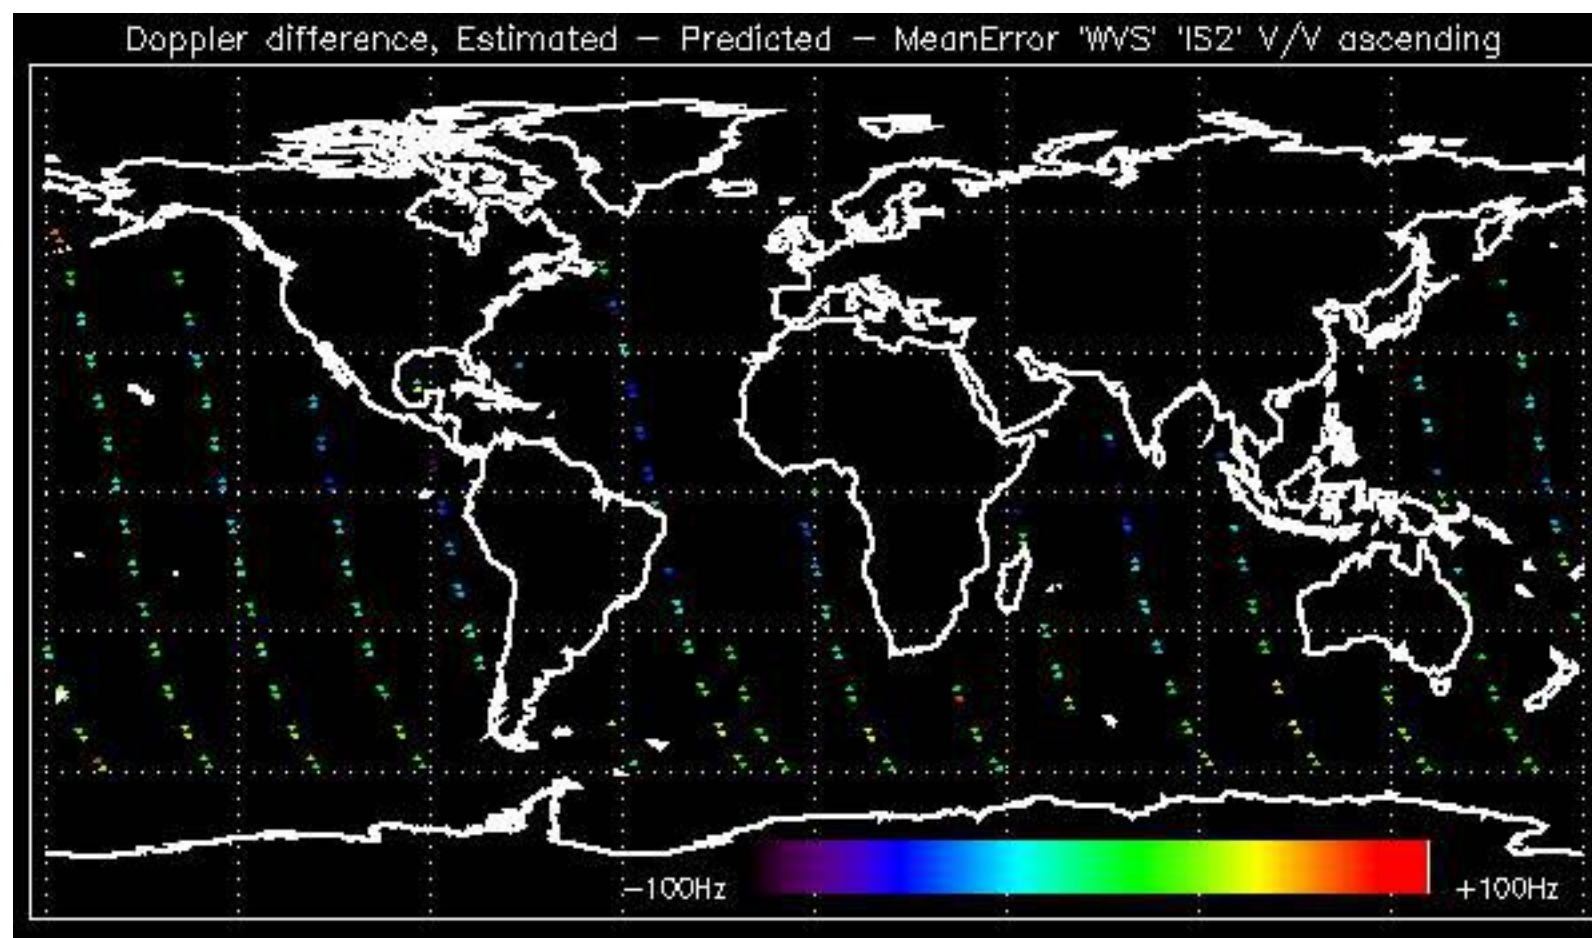 Doppler difference, Estimated – Predicted – MeanError 'WVS' 'IS2' V/V ascending
–100Hz +100Hz